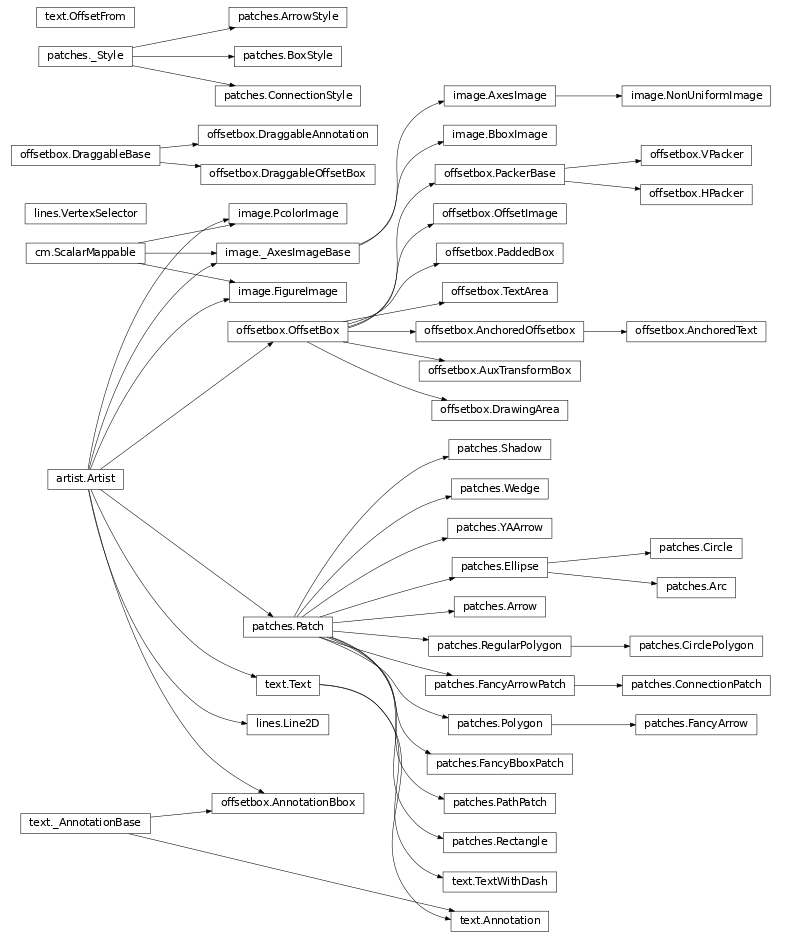 text.OffsetFrom
patches.ArrowStyle
patches._Style
patches.BoxStyle
patches.ConnectionStyle
image.AxesImage
image.NonUniformImage
offsetbox.DraggableAnnotation
image.BboxImage
offsetbox.DraggableBase
offsetbox.VPacker
offsetbox.DraggableOffsetBox
offsetbox.PackerBase
offsetbox.HPacker
lines.VertexSelector
image.PcolorImage
offsetbox.OffsetImage
cm.ScalarMappable
image._AxesImageBase
offsetbox.PaddedBox
image.FigureImage
offsetbox.TextArea
offsetbox.OffsetBox
offsetbox.AnchoredOffsetbox
offsetbox.AnchoredText
offsetbox.AuxTransformBox
offsetbox.DrawingArea
patches.Shadow
artist.Artist
patches.Wedge
patches.YAArrow
patches.Circle
patches.Ellipse
patches.Arc
patches.Arrow
patches.Patch
patches.RegularPolygon
patches.CirclePolygon
text.Text
patches.FancyArrowPatch
patches.ConnectionPatch
lines.Line2D
patches.Polygon
patches.FancyArrow
patches.FancyBboxPatch
offsetbox.AnnotationBbox
patches.PathPatch
text._AnnotationBase
patches.Rectangle
text.TextWithDash
text.Annotation